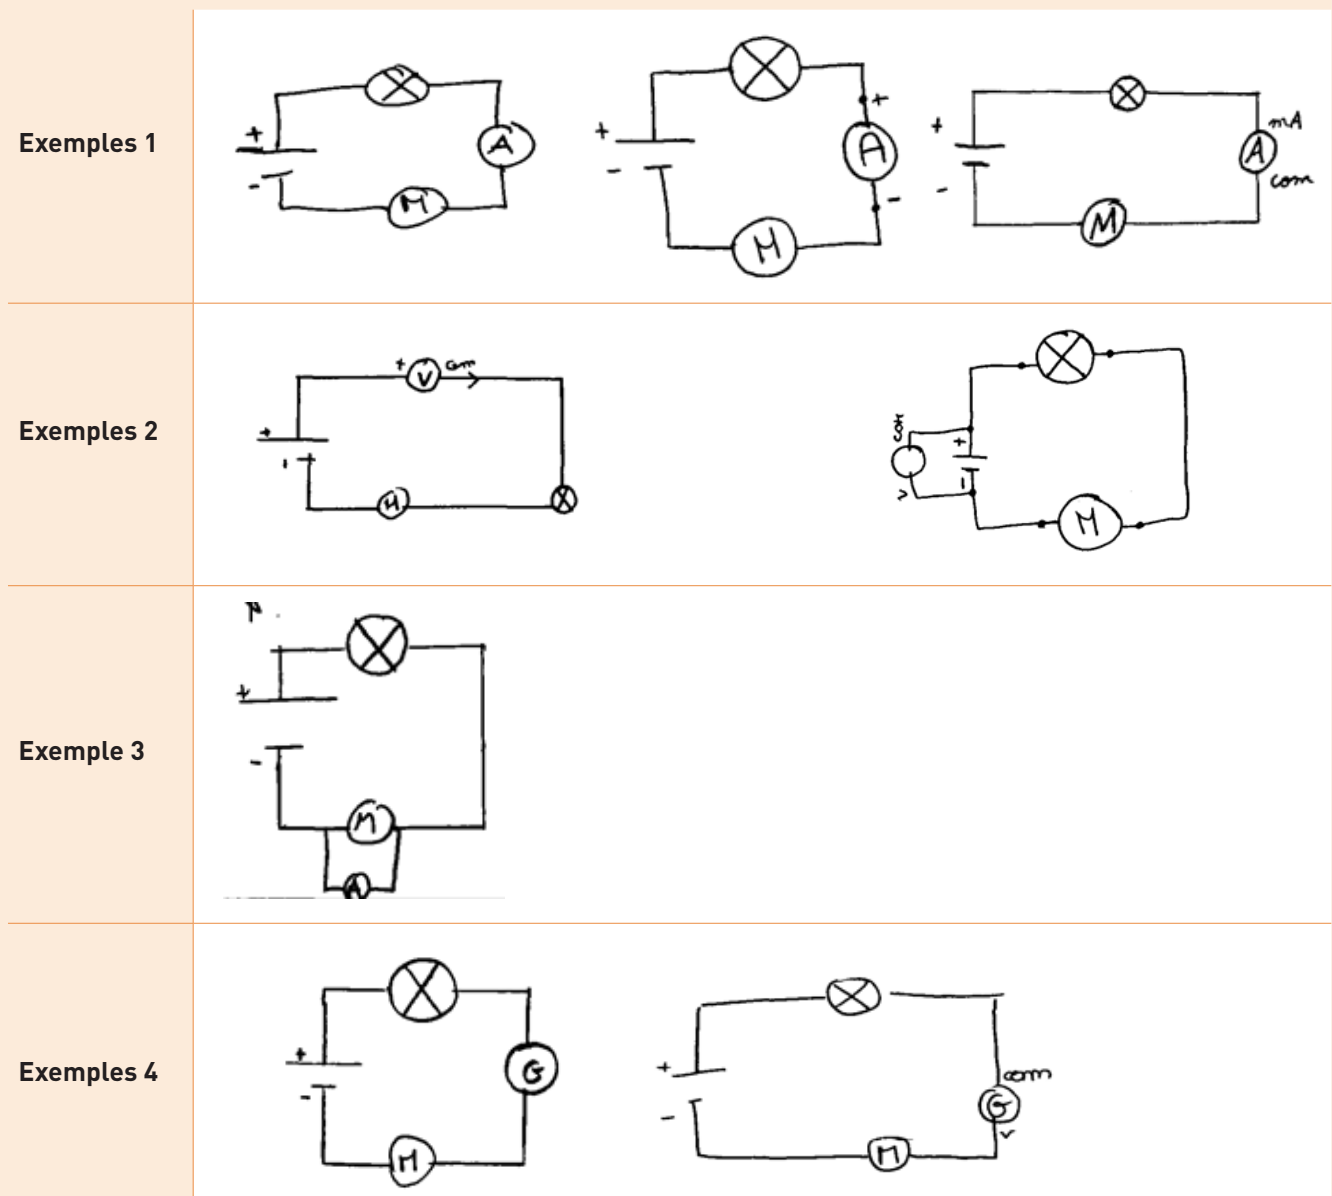 Exemples 1
+
-
A
M
+
-
+
A
-
M
+
-
mA
A
com
M
Exemples 2
+
-
+
V
com
M
com
V
+
-
M
Exemple 3
+
-
M
A
Exemples 4
+
-
G
M
+
-
com
G
V
M